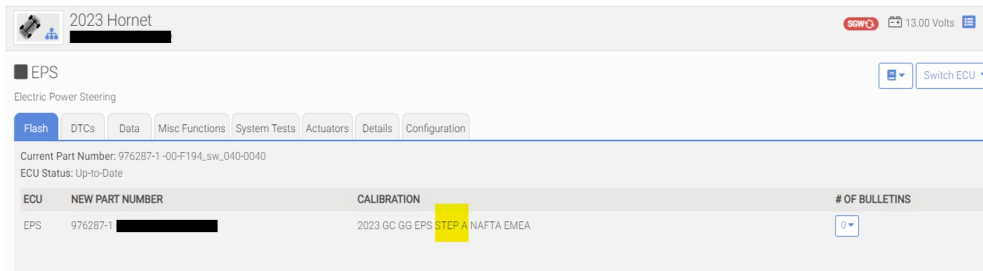 2023 Hornet
SGW 13.00 Volts
EPS
Switch ECU
Electric Power Steering
Flash DTCs Data Misc Functions System Tests Actuators Details Configuration
Current Part Number: 976287-1 -00-F194_sw_040-0040
ECU Status: Up-to-Date
ECU NEW PART NUMBER CALIBRATION # OF BULLETINS
EPS 976287-1 2023 GC GG EPS STEP A NAFTA EMEA 0